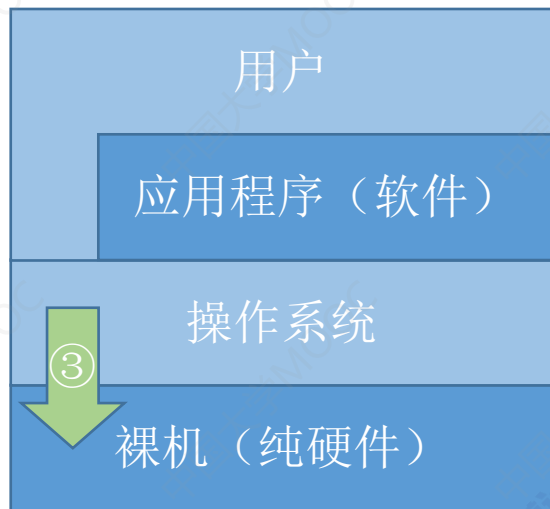 用户
应用程序（软件）
操作系统
③
裸机（纯硬件）